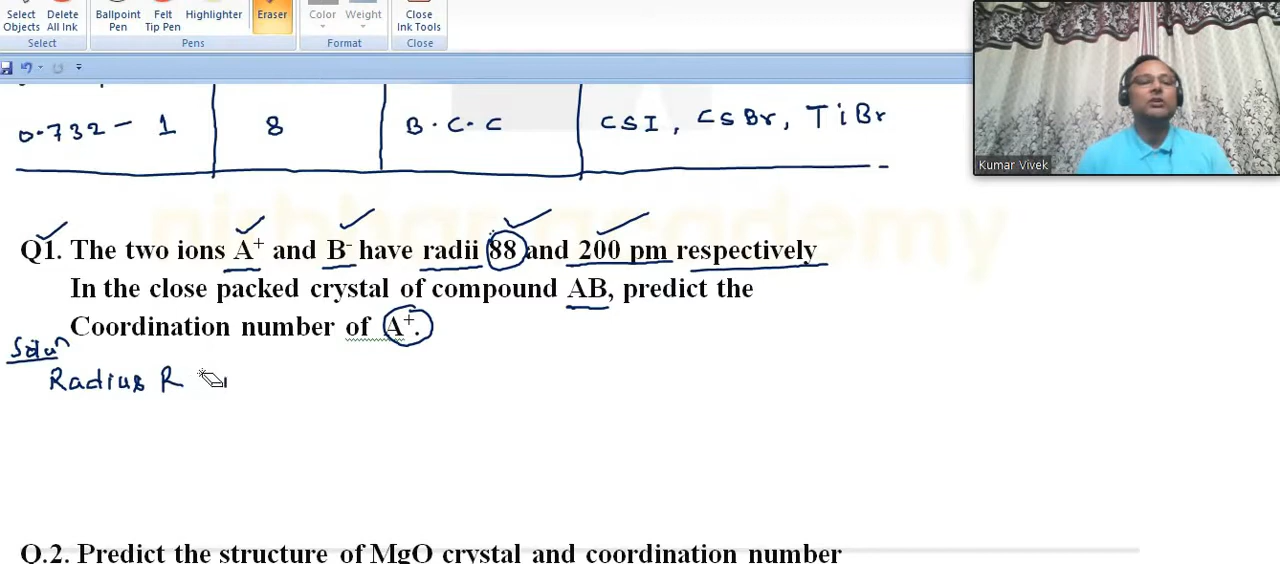 Select Objects
Delete All Ink
Ballpoint Pen
Felt Tip Pen
Highlighter
Eraser
Color
Weight
Close Ink Tools
Select
Pens
Format
Close
0.732 - 1 8 B.C.C CSI, CSBr, TiBr
Kumar Vivek
Q1. The two ions A+ and B- have radii 88 and 200 pm respectively
In the close packed crystal of compound AB, predict the
Coordination number of A+.
Soluⁿ
Radius R
Q.2. Predict the structure of MgO crystal and coordination number